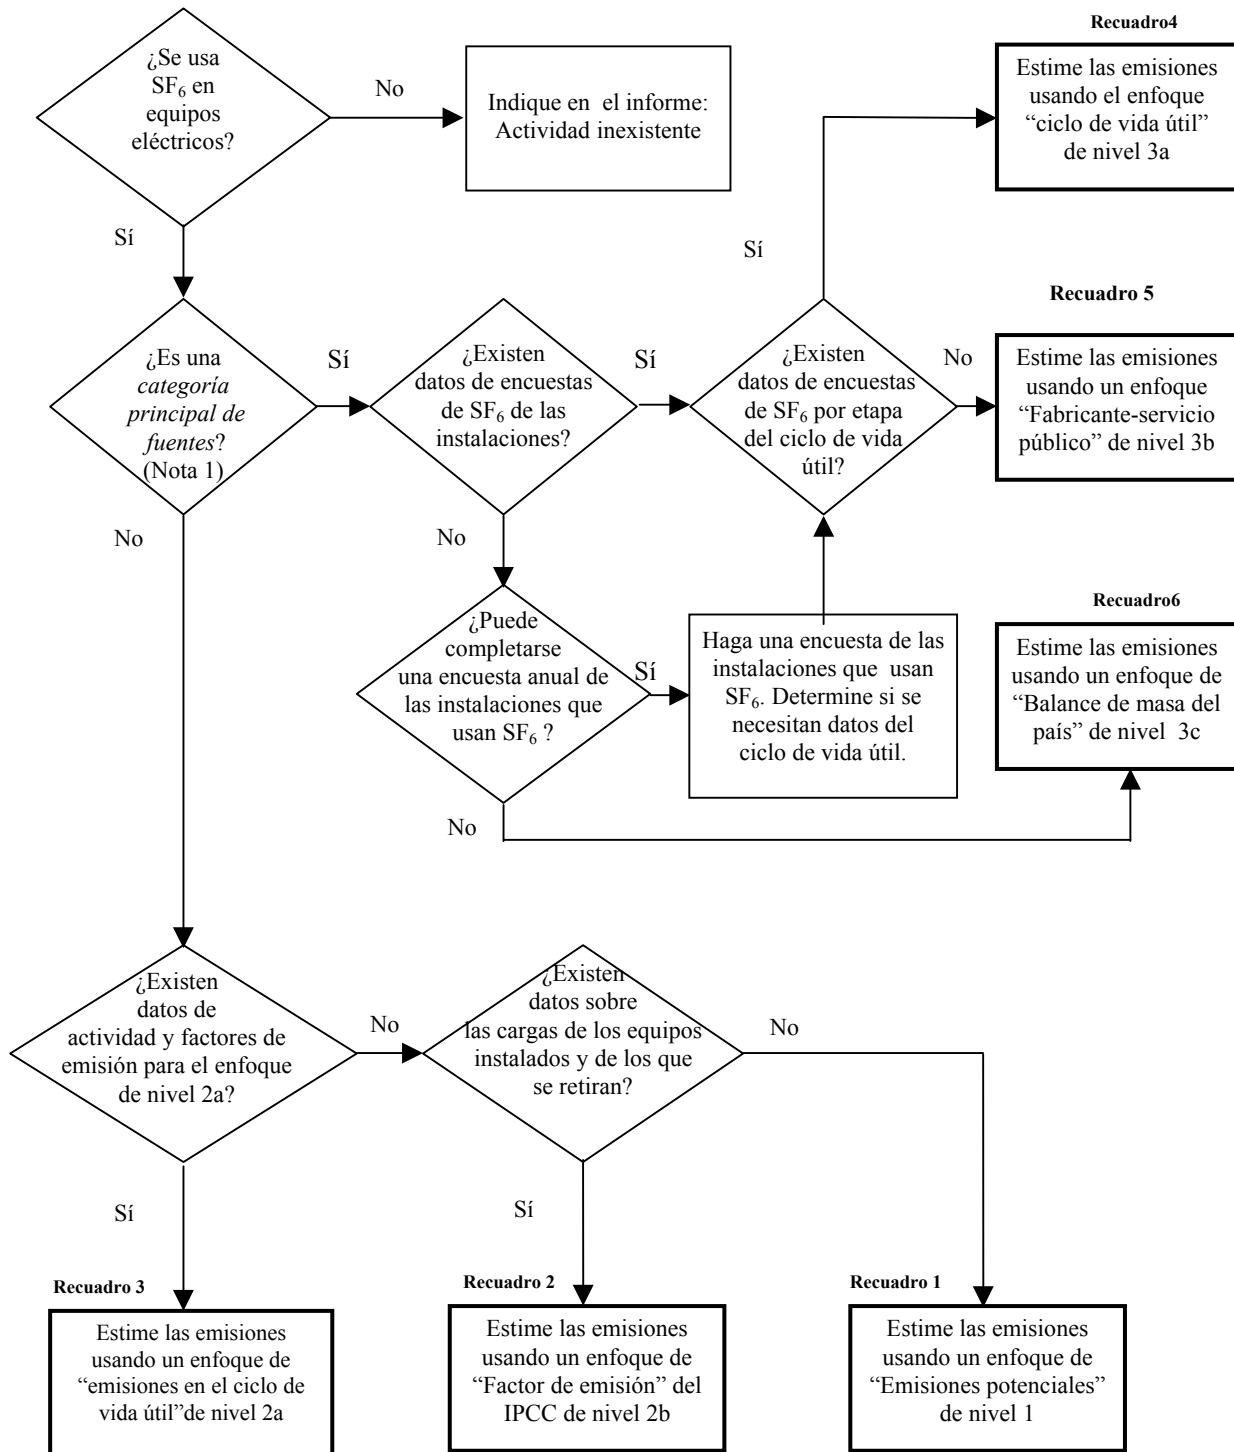 ¿Se usa
SF₆ en
equipos
eléctricos?
No
Indique en el informe:
Actividad inexistente
Recuadro4
Estime las emisiones
usando el enfoque
“ciclo de vida útil”
de nivel 3a
Sí
Sí
¿Es una
categoría
principal de
fuentes?
(Nota 1)
Sí
¿Existen
datos de encuestas
de SF₆ de las
instalaciones?
Sí
¿Existen
datos de encuestas
de SF₆ por etapa
del ciclo de vida
útil?
No
Recuadro 5
Estime las emisiones
usando un enfoque
“Fabricante-servicio
público” de nivel 3b
No
No
¿Puede
completarse
una encuesta anual de
las instalaciones que
usan SF₆ ?
Sí
Haga una encuesta de las
instalaciones que usan
SF₆. Determine si se
necesitan datos del
ciclo de vida útil.
Recuadro6
Estime las emisiones
usando un enfoque de
“Balance de masa del
país” de nivel 3c
No
¿Existen
datos de
actividad y factores de
emisión para el enfoque
de nivel 2a?
No
¿Existen
datos sobre
las cargas de los equipos
instalados y de los que
se retiran?
No
Sí
Sí
Recuadro 3
Estime las emisiones
usando un enfoque de
“emisiones en el ciclo de
vida útil“de nivel 2a
Recuadro 2
Estime las emisiones
usando un enfoque de
“Factor de emisión” del
IPCC de nivel 2b
Recuadro 1
Estime las emisiones
usando un enfoque de
“Emisiones potenciales”
de nivel 1